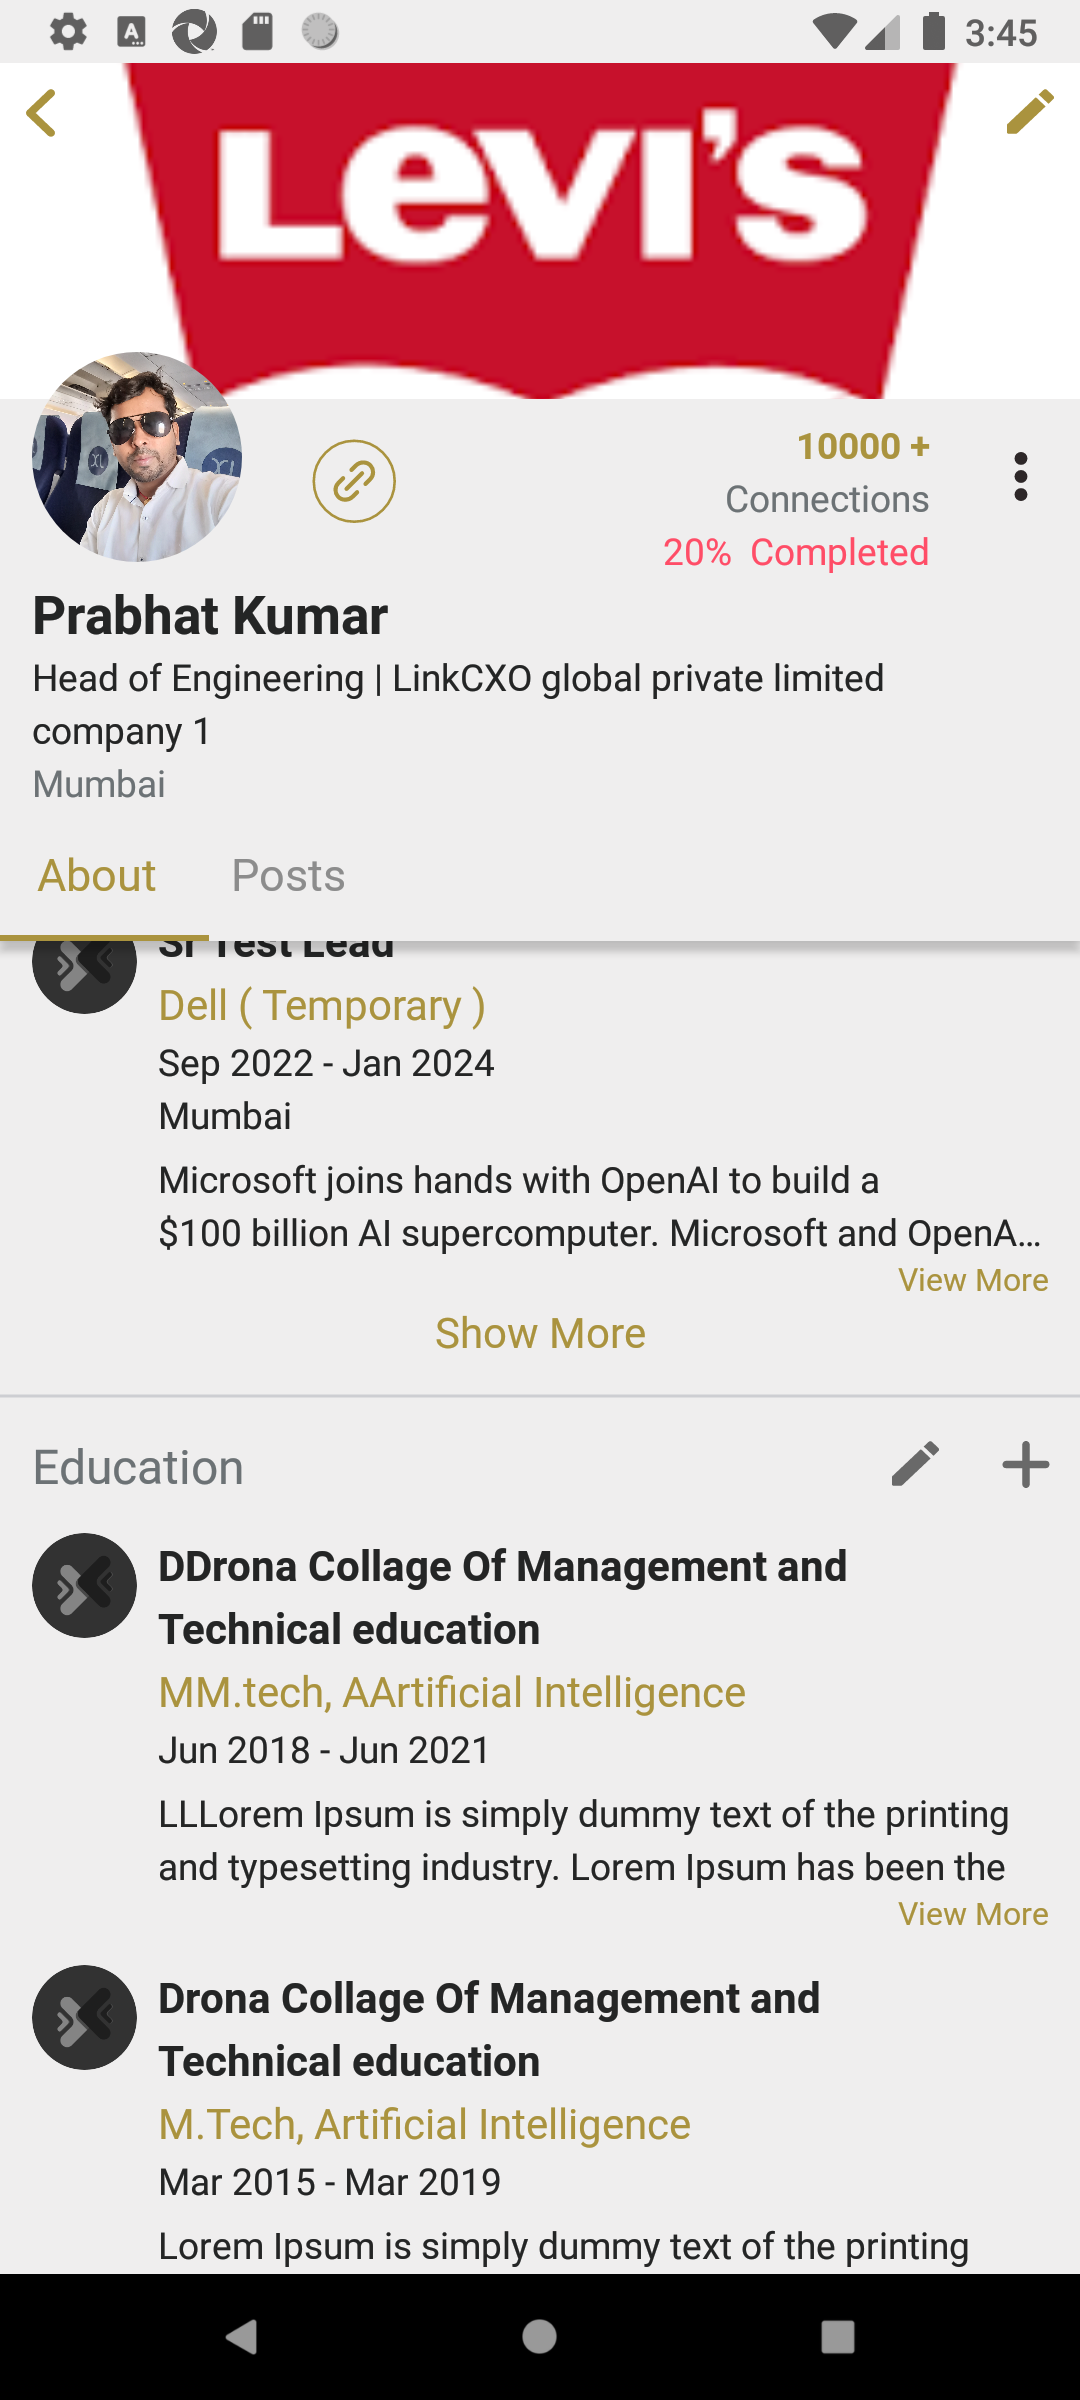 3:45
Levi's
10000 +
Connections
20% Completed
Prabhat Kumar
Head of Engineering | LinkCXO global private limited
company 1
Mumbai
About Posts
Sr Test Lead
Dell ( Temporary )
Sep 2022 - Jan 2024
Mumbai
Microsoft joins hands with OpenAI to build a
$100 billion AI supercomputer. Microsoft and OpenA...
View More
Show More
Education
DDrona Collage Of Management and
Technical education
MM.tech, AArtificial Intelligence
Jun 2018 - Jun 2021
LLLorem Ipsum is simply dummy text of the printing
and typesetting industry. Lorem Ipsum has been the
View More
Drona Collage Of Management and
Technical education
M.Tech, Artificial Intelligence
Mar 2015 - Mar 2019
Lorem Ipsum is simply dummy text of the printing